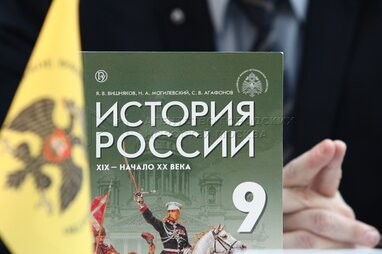 Я. В. ВИШНЯКОВ, Н. А. МОГИЛЕВСКИЙ, С. В. АГАФОНОВ
ИСТОРИЯ
РОССИИ
XIX — НАЧАЛО XX ВЕКА
9